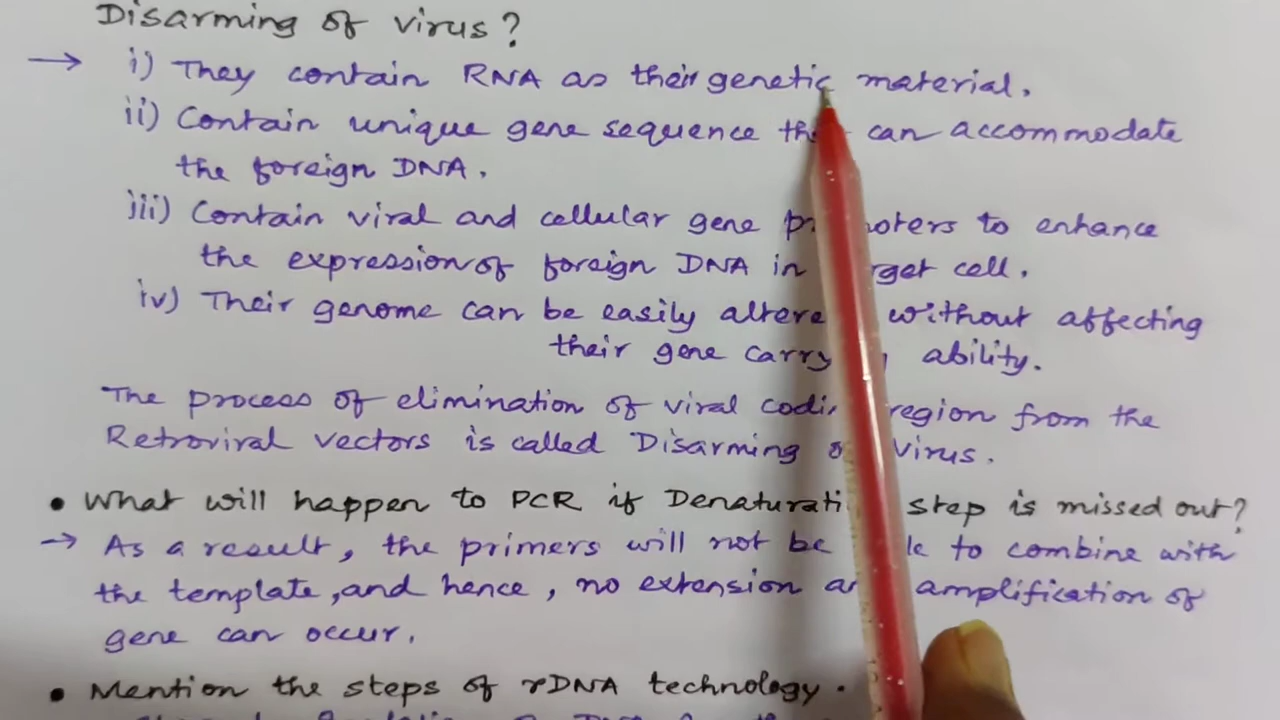 Disarming of virus?
→ i) They contain RNA as their genetic material.
ii) Contain unique gene sequence th can accommodate
the foreign DNA.
iii) Contain viral and cellular gene p oters to enhance
the expression of foreign DNA in rget cell.
iv) Their genome can be easily altere without affecting
their gene carry ability.
The process of elimination of viral codi region from the
Retroviral vectors is called Disarming o Virus.
• What will happen to PCR if Denaturati step is missed out?
→ As a result, the primers will not be le to combine with
the template, and hence, no extension an amplification of
gene can occur.
• Mention the steps of rDNA technology.